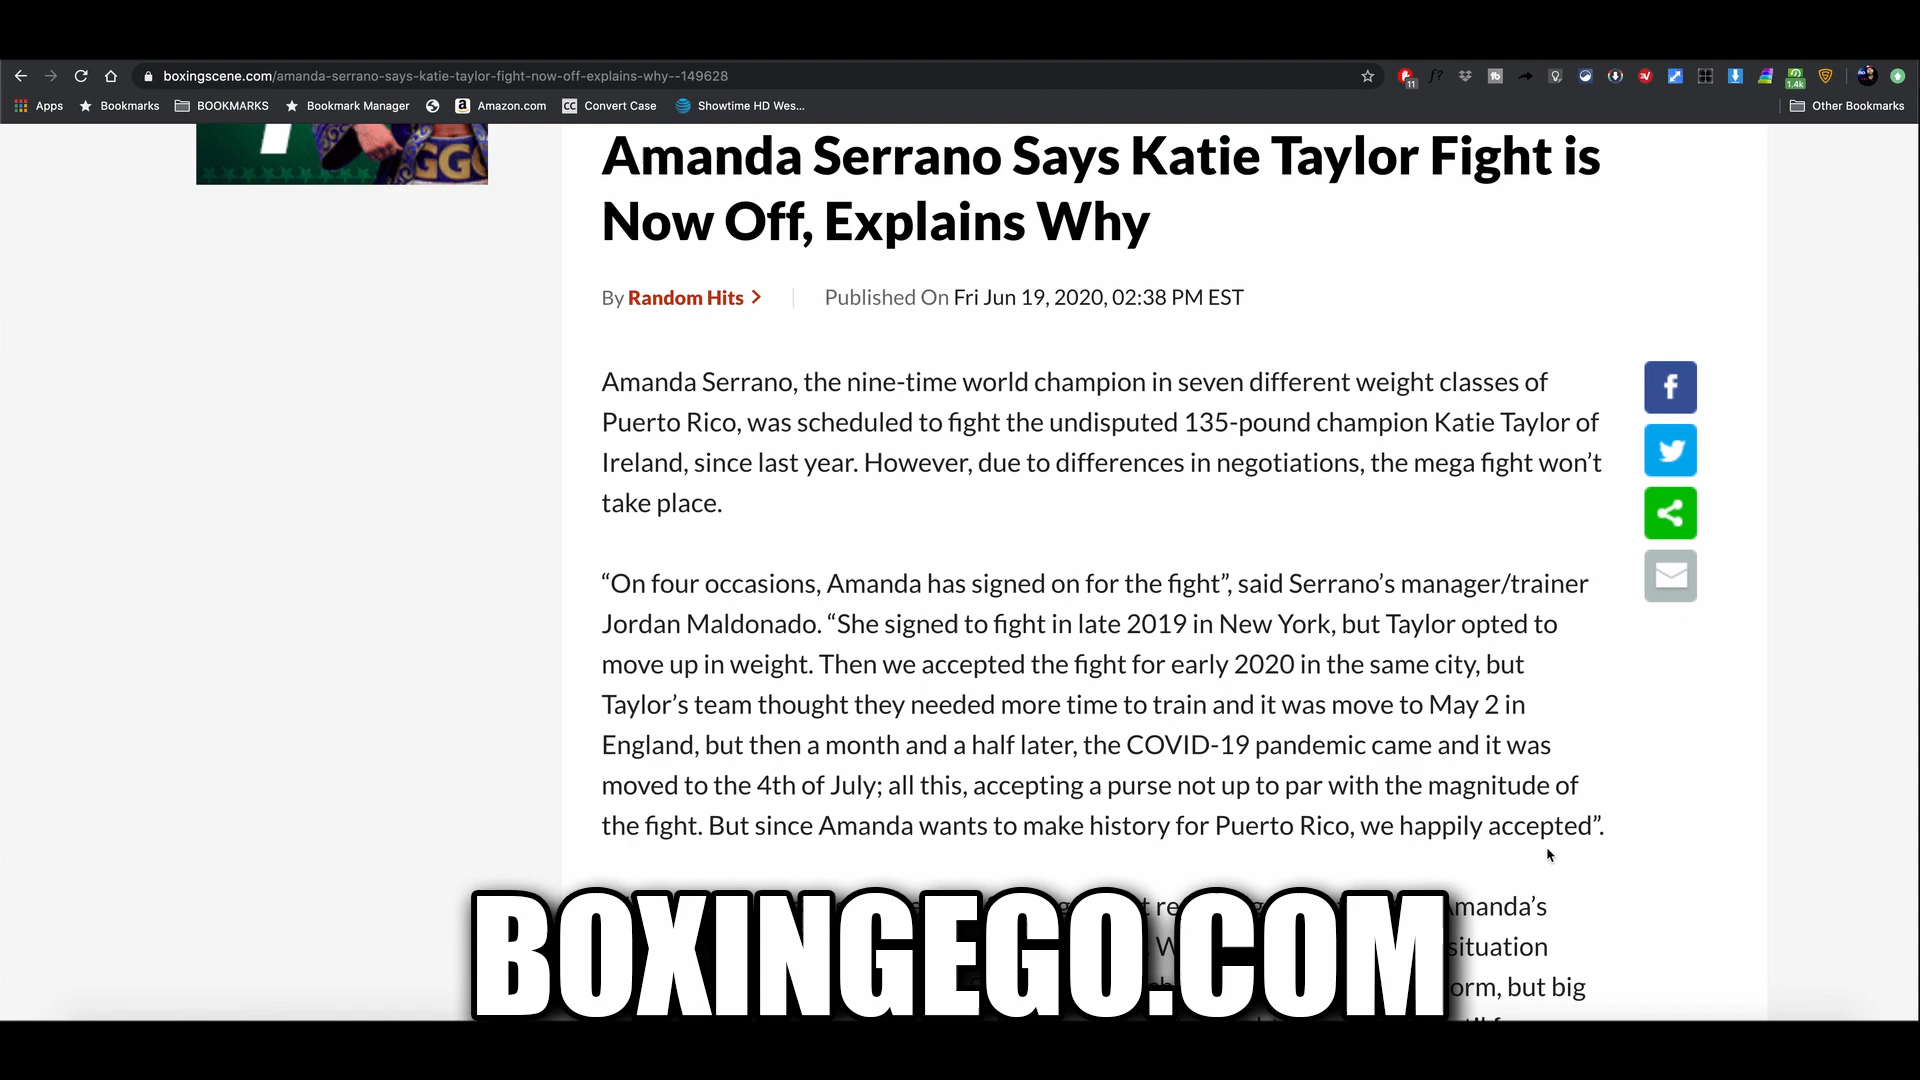 boxingscene.com/amanda-serrano-says-katie-taylor-fight-now-off-explains-why--149628
11
1.4k
Apps Bookmarks BOOKMARKS Bookmark Manager Amazon.com CC Convert Case Showtime HD Wes... Other Bookmarks
GGG
Amanda Serrano Says Katie Taylor Fight is
Now Off, Explains Why
By Random Hits > Published On Fri Jun 19, 2020, 02:38 PM EST
Amanda Serrano, the nine-time world champion in seven different weight classes of
Puerto Rico, was scheduled to fight the undisputed 135-pound champion Katie Taylor of
Ireland, since last year. However, due to differences in negotiations, the mega fight won’t
take place.
“On four occasions, Amanda has signed on for the fight”, said Serrano’s manager/trainer
Jordan Maldonado. “She signed to fight in late 2019 in New York, but Taylor opted to
move up in weight. Then we accepted the fight for early 2020 in the same city, but
Taylor’s team thought they needed more time to train and it was move to May 2 in
England, but then a month and a half later, the COVID-19 pandemic came and it was
moved to the 4th of July; all this, accepting a purse not up to par with the magnitude of
the fight. But since Amanda wants to make history for Puerto Rico, we happily accepted”.
Amanda’s
situation
but big
BOXINGEGO.COM